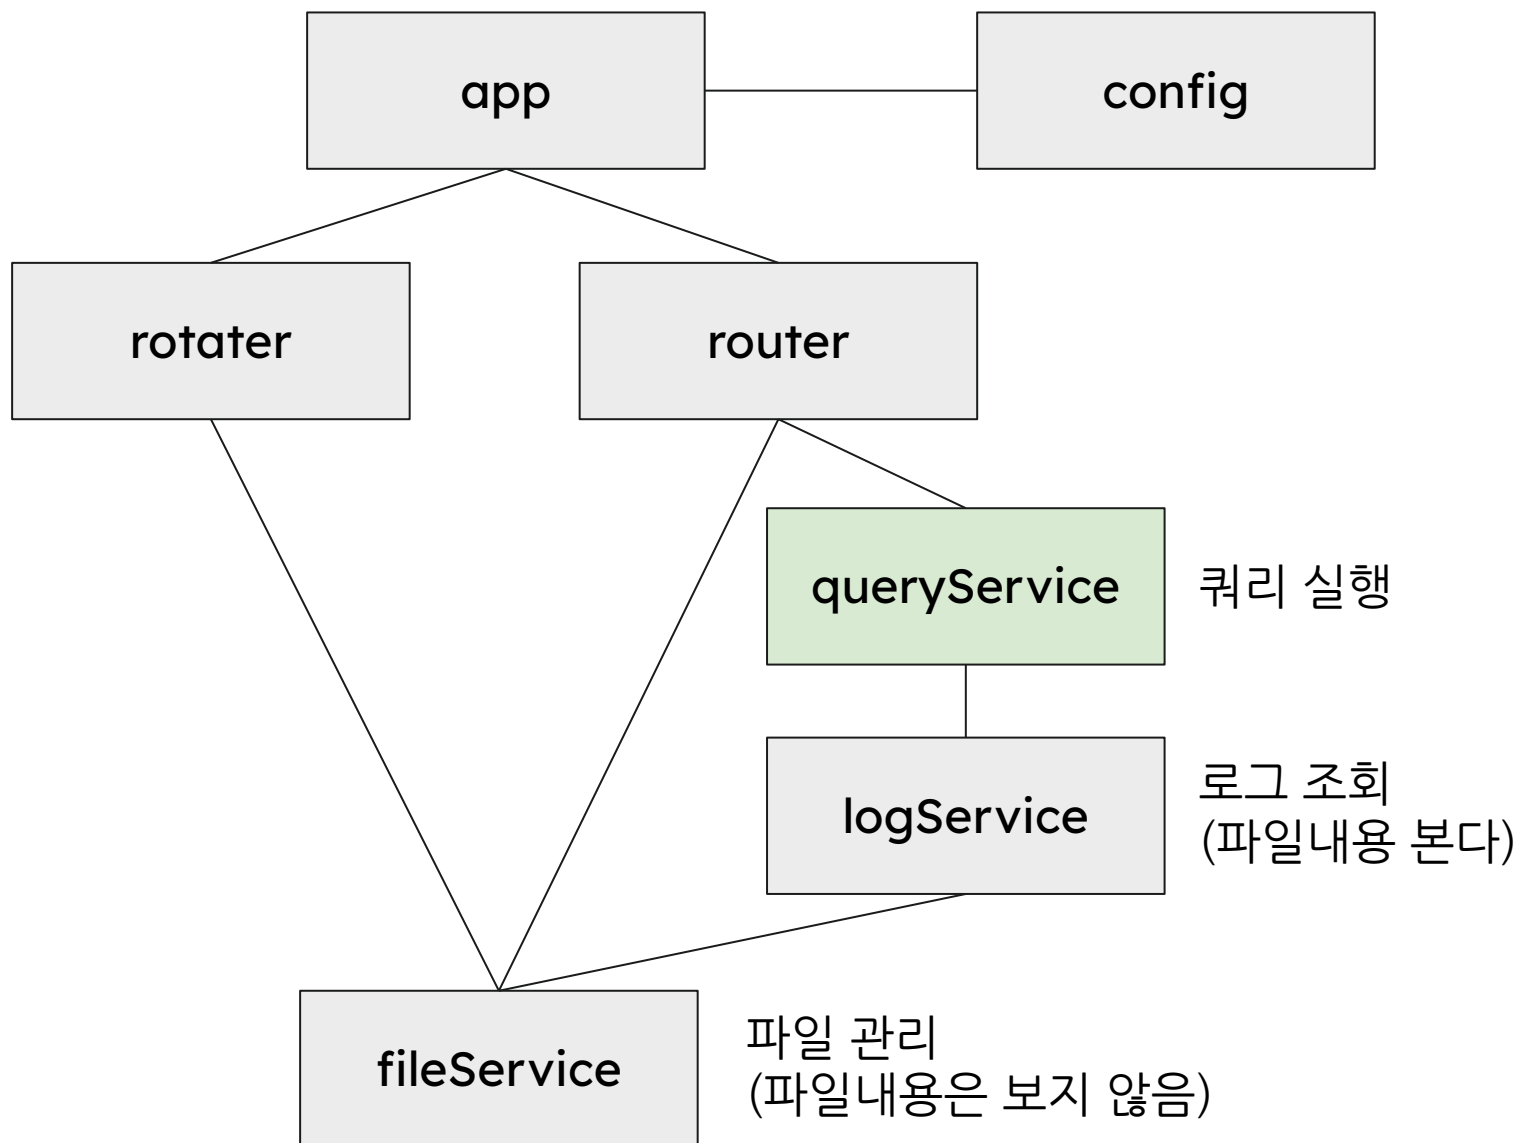 app
config
rotater
router
queryService
쿼리 실행
logService
로그 조회
(파일내용 본다)
fileService
파일 관리
(파일내용은 보지 않음)